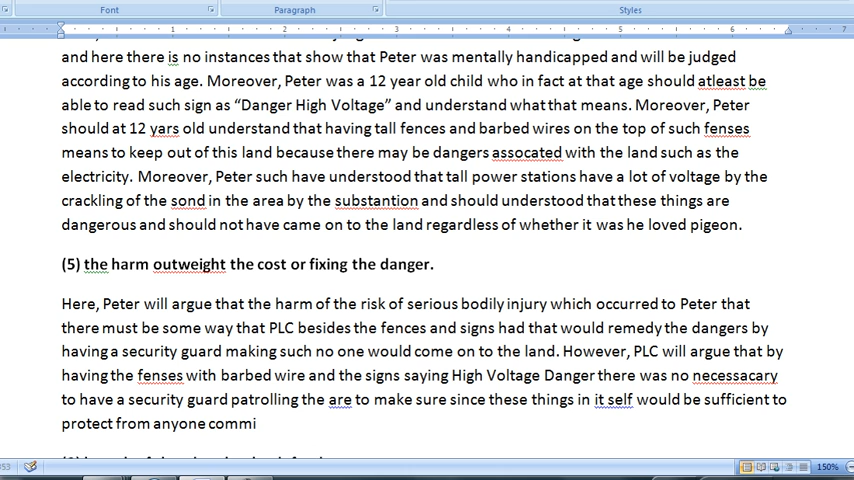 Font Paragraph Styles
1 2 3 4 5 6 7
and here there is no instances that show that Peter was mentally handicapped and will be judged
according to his age. Moreover, Peter was a 12 year old child who in fact at that age should atleast be
able to read such sign as “Danger High Voltage” and understand what that means. Moreover, Peter
should at 12 yars old understand that having tall fences and barbed wires on the top of such fenses
means to keep out of this land because there may be dangers assocated with the land such as the
electricity. Moreover, Peter such have understood that tall power stations have a lot of voltage by the
crackling of the sond in the area by the substantion and should understood that these things are
dangerous and should not have came on to the land regardless of whether it was he loved pigeon.
(5) the harm outweight the cost or fixing the danger.
Here, Peter will argue that the harm of the risk of serious bodily injury which occurred to Peter that
there must be some way that PLC besides the fences and signs had that would remedy the dangers by
having a security guard making such no one would come on to the land. However, PLC will argue that by
having the fenses with barbed wire and the signs saying High Voltage Danger there was no necessacary
to have a security guard patrolling the are to make sure since these things in it self would be sufficient to
protect from anyone commi
353 150%